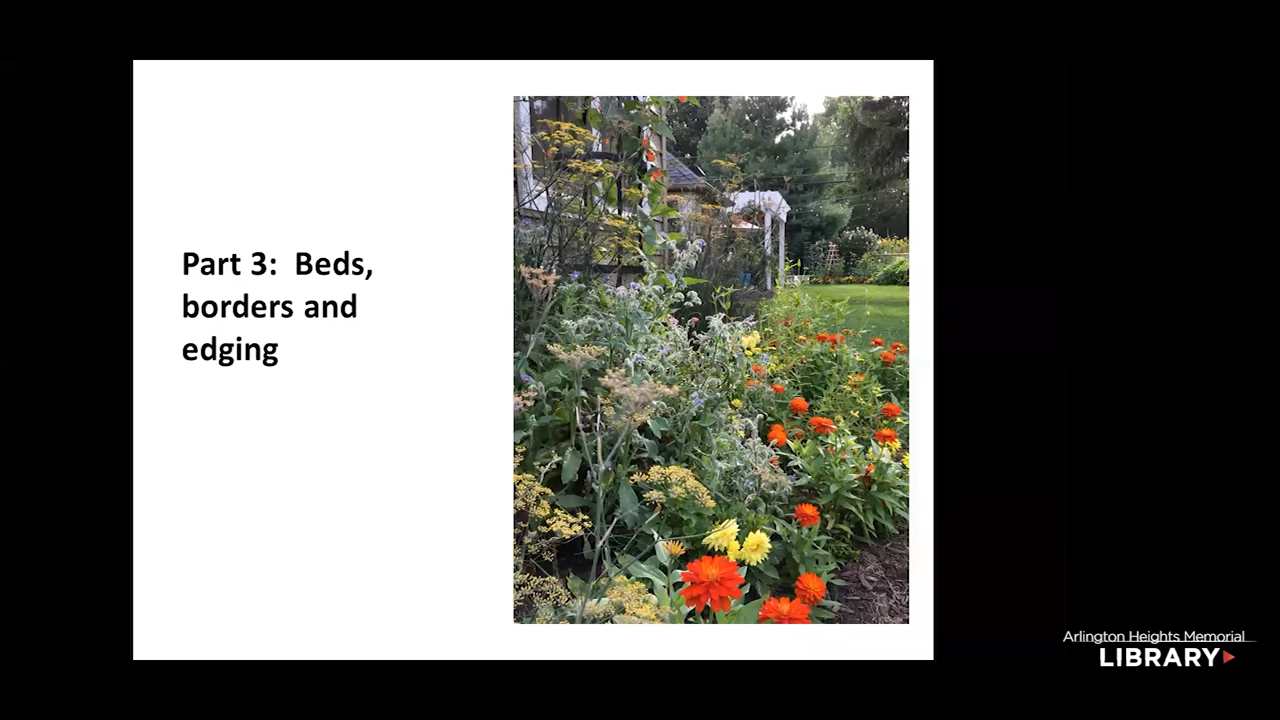 Part 3:  Beds,
borders and
edging
Arlington Heights Memorial
LIBRARY